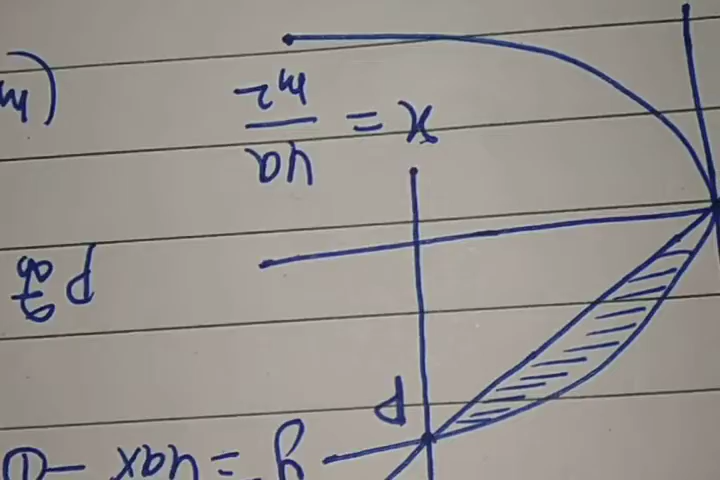 y = 4ax — ①
P
x = 4a/m²
(m